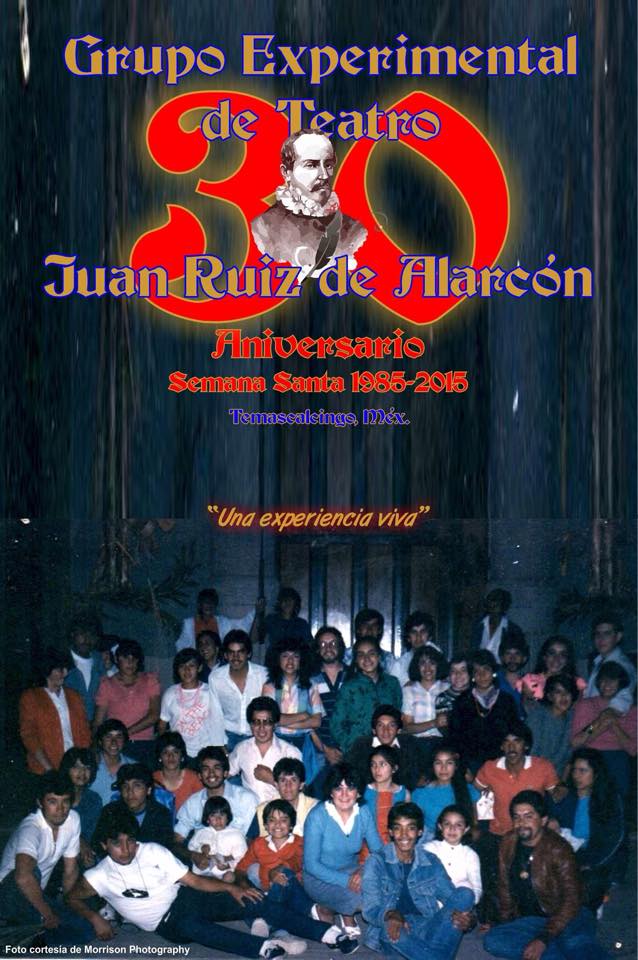 Grupo Experimental
de Teatro
30
Juan Ruiz de Alarcón
Aniversario
Semana Santa 1985-2015
Temascalcingo, Méx.
"Una experiencia viva"
Foto cortesía de Morrison Photography